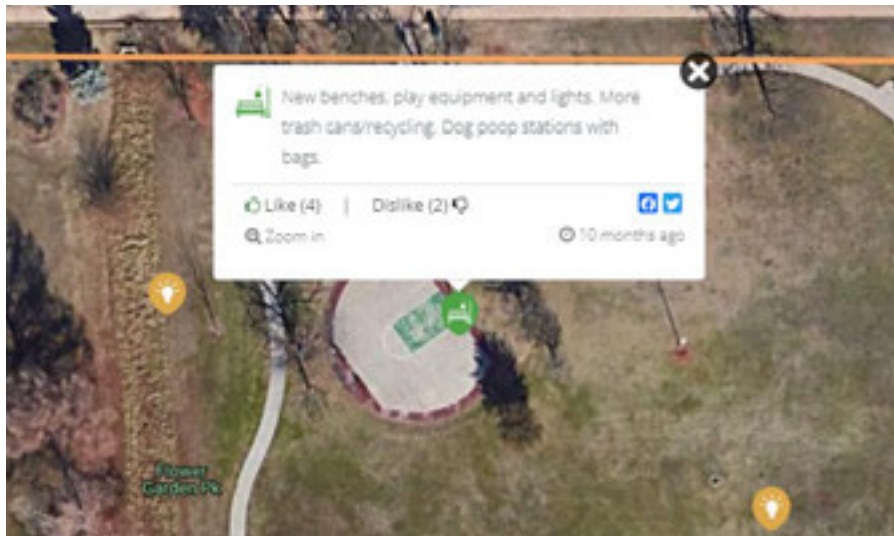 New benches, play equipment and lights. More
trash cans/recycling. Dog poop stations with
bags.
Like (4) | Dislike (2)
Zoom in
10 months ago
Flower
Garden Pk